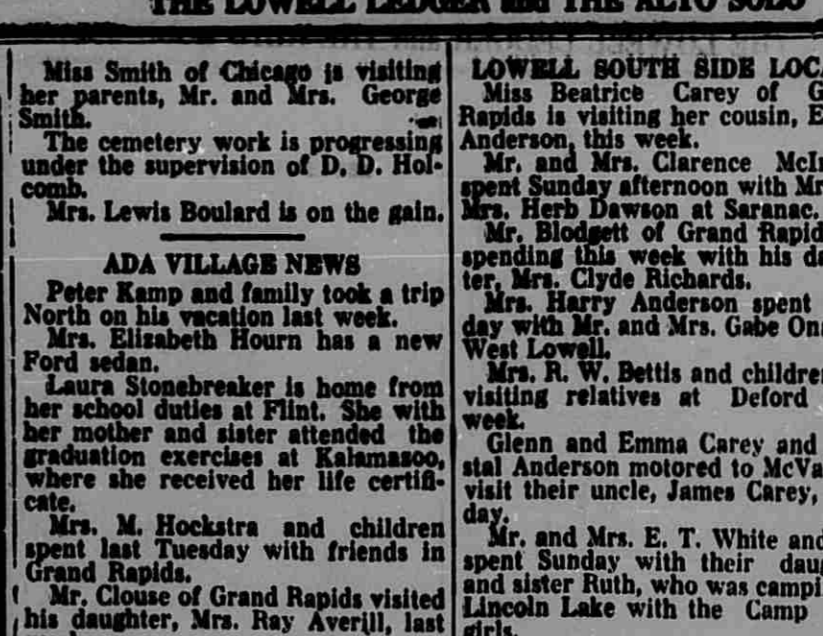 THE LOWELL LEDGER and THE ALTO SOLO
Miss Smith of Chicago is visiting
her parents, Mr. and Mrs. George
Smith.
The cemetery work is progressing
under the supervision of D. D. Hol-
comb.
Mrs. Lewis Boulard is on the gain.
ADA VILLAGE NEWS
Peter Kamp and family took a trip
North on his vacation last week.
Mrs. Elizabeth Hourn has a new
Ford sedan.
Laura Stonebreaker is home from
her school duties at Flint. She with
her mother and sister attended the
graduation exercises at Kalamasoo,
where she received her life certifi-
cate.
Mrs. M. Hockstra and children
spent last Tuesday with friends in
Grand Rapids.
Mr. Clouse of Grand Rapids visited
his daughter, Mrs. Ray Averill, last
LOWELL SOUTH SIDE LOCA
Miss Beatrice Carey of G
Rapids is visiting her cousin, E
Anderson, this week.
Mr. and Mrs. Clarence McIn
spent Sunday afternoon with Mr
Mrs. Herb Dawson at Saranac.
Mr. Blodgett of Grand Rapid
spending this week with his da
ter, Mrs. Clyde Richards.
Mrs. Harry Anderson spent
day with Mr. and Mrs. Gabe On
West Lowell.
Mrs. R. W. Bettis and childre
visiting relatives at Deford
week.
Glenn and Emma Carey and
stal Anderson motored to McVa
visit their uncle, James Carey,
day.
Mr. and Mrs. E. T. White and
spent Sunday with their daug
and sister Ruth, who was campi
Lincoln Lake with the Camp
girls.